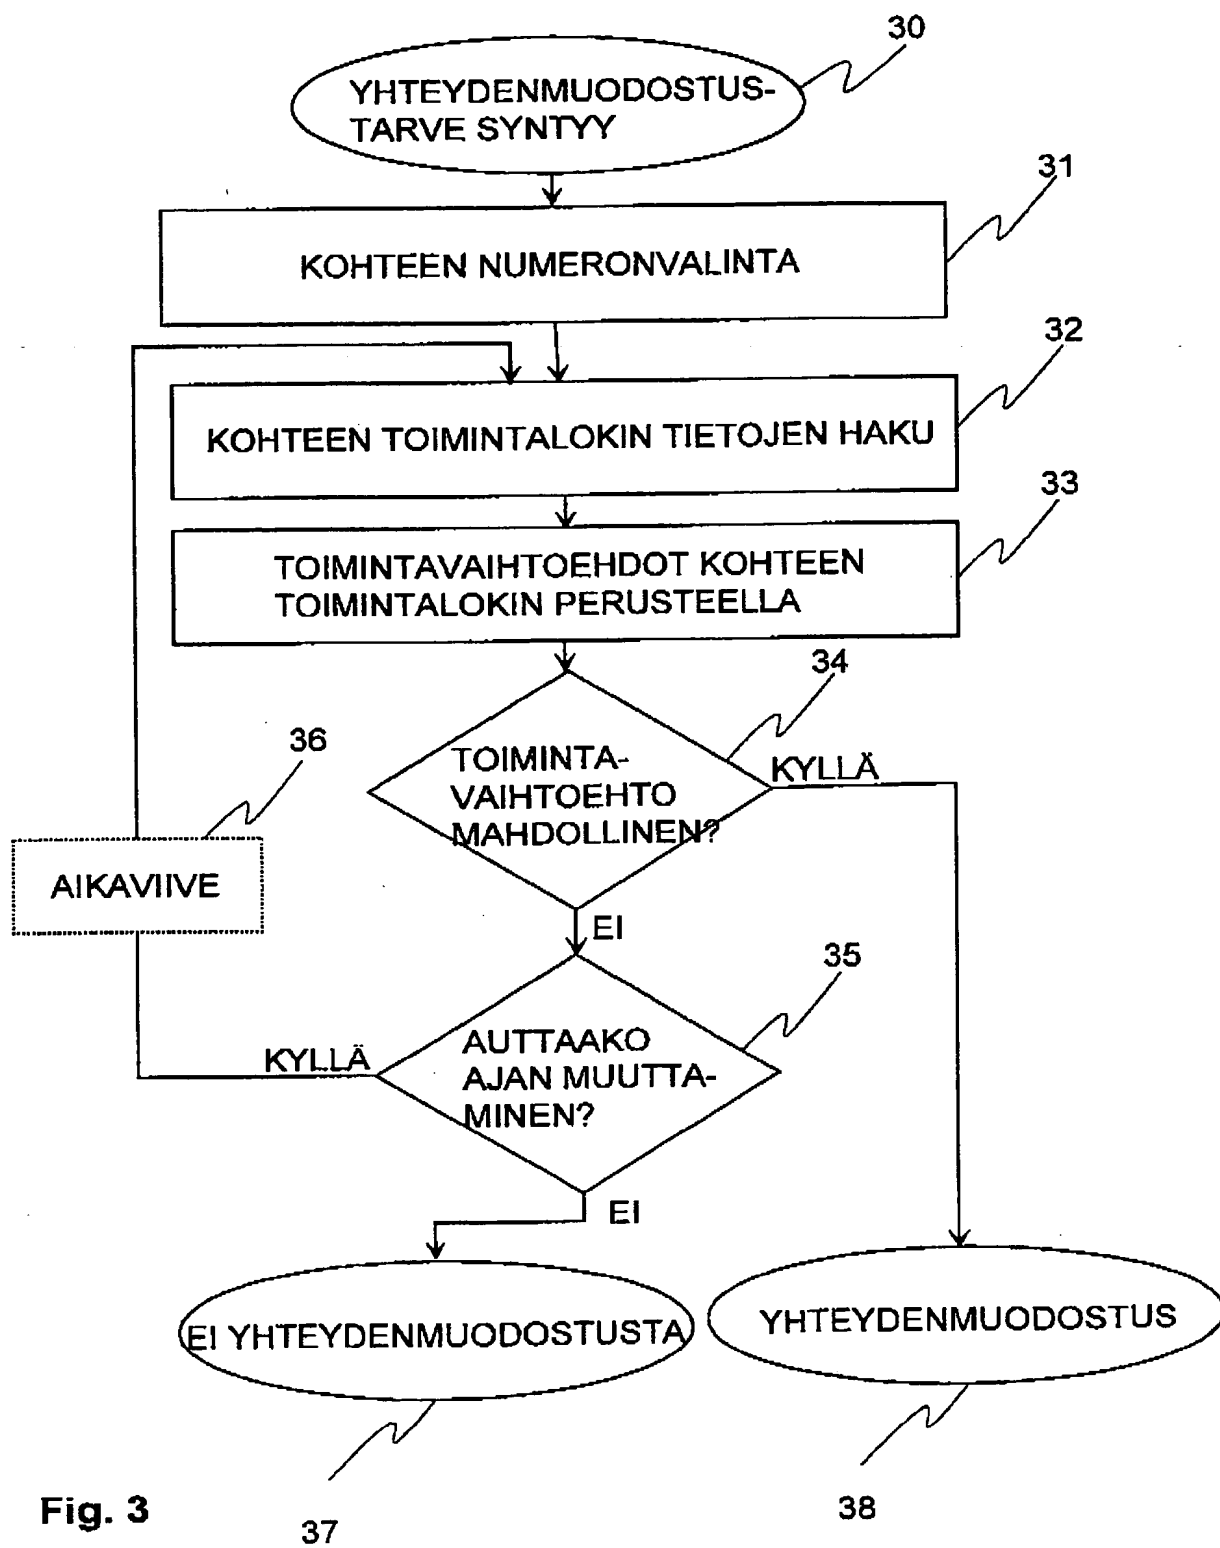 30
YHTEYDENMUODOSTUS-
TARVE SYNTYY
31
KOHTEEN NUMERONVALINTA
32
KOHTEEN TOIMINTALOKIN TIETOJEN HAKU
33
TOIMINTAVAIHTOEHDOT KOHTEEN
TOIMINTALOKIN PERUSTEELLA
34
TOIMINTA-
VAIHTOEHTO
MAHDOLLINEN?
KYLLÄ
36
AIKAVIIVE
EI
35
AUTTAAKO
AJAN MUUTTA-
MINEN?
KYLLÄ
EI
EI YHTEYDENMUODOSTUSTA
YHTEYDENMUODOSTUS
37
38
Fig. 3